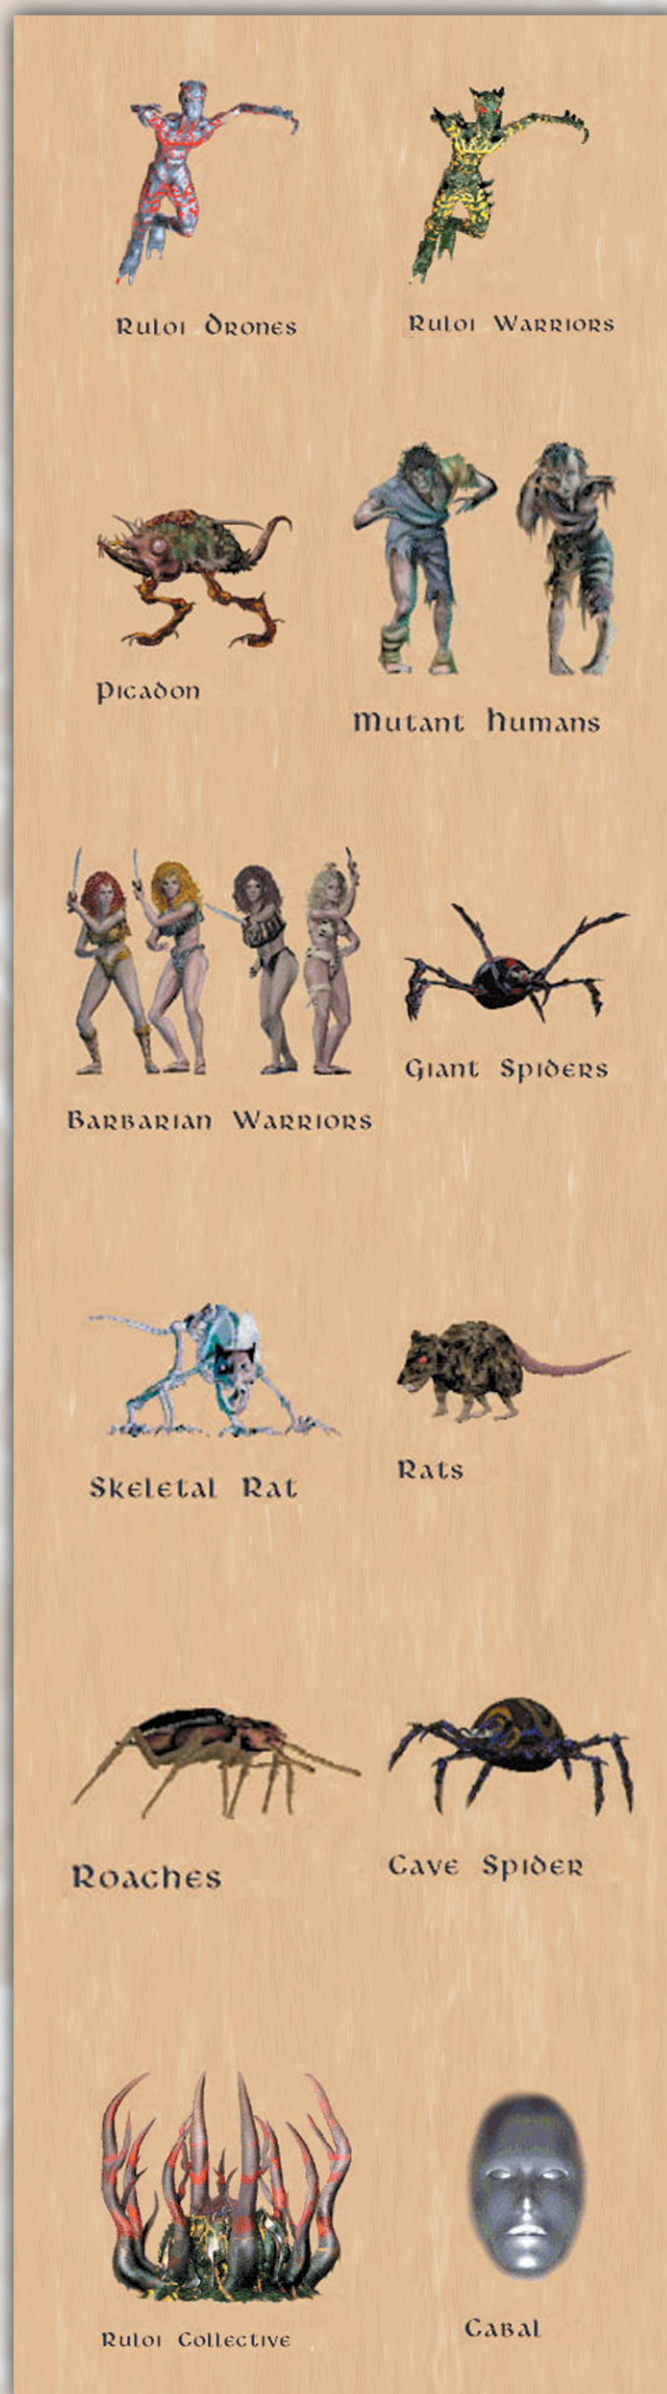 Ruloi Drones
Ruloi Warriors
Picadon
Mutant Humans
Barbarian Warriors
Giant Spiders
Skeletal Rat
Rats
Roaches
Cave Spider
Ruloi Collective
Cabal